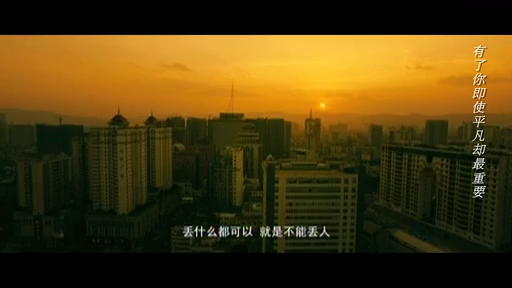 有了你即使平凡却最重要
丢什么都可以 就是不能丢人